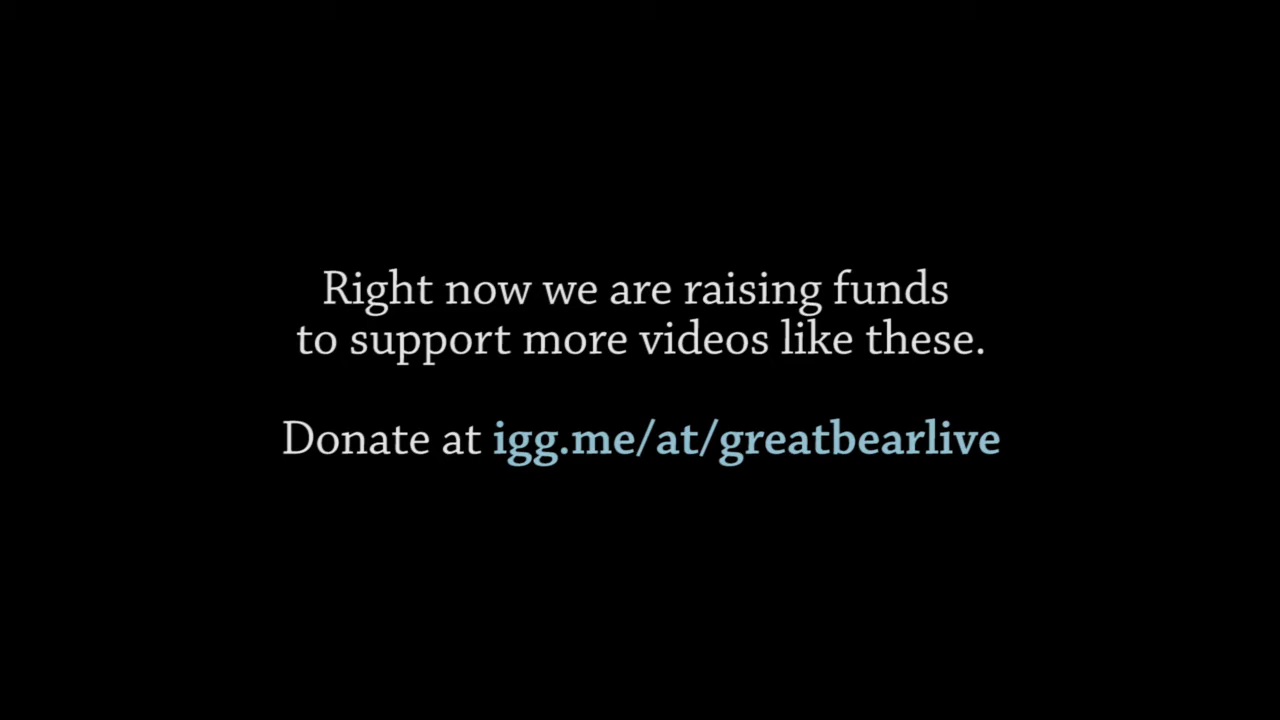 Right now we are raising funds
to support more videos like these.
Donate at igg.me/at/greatbearlive